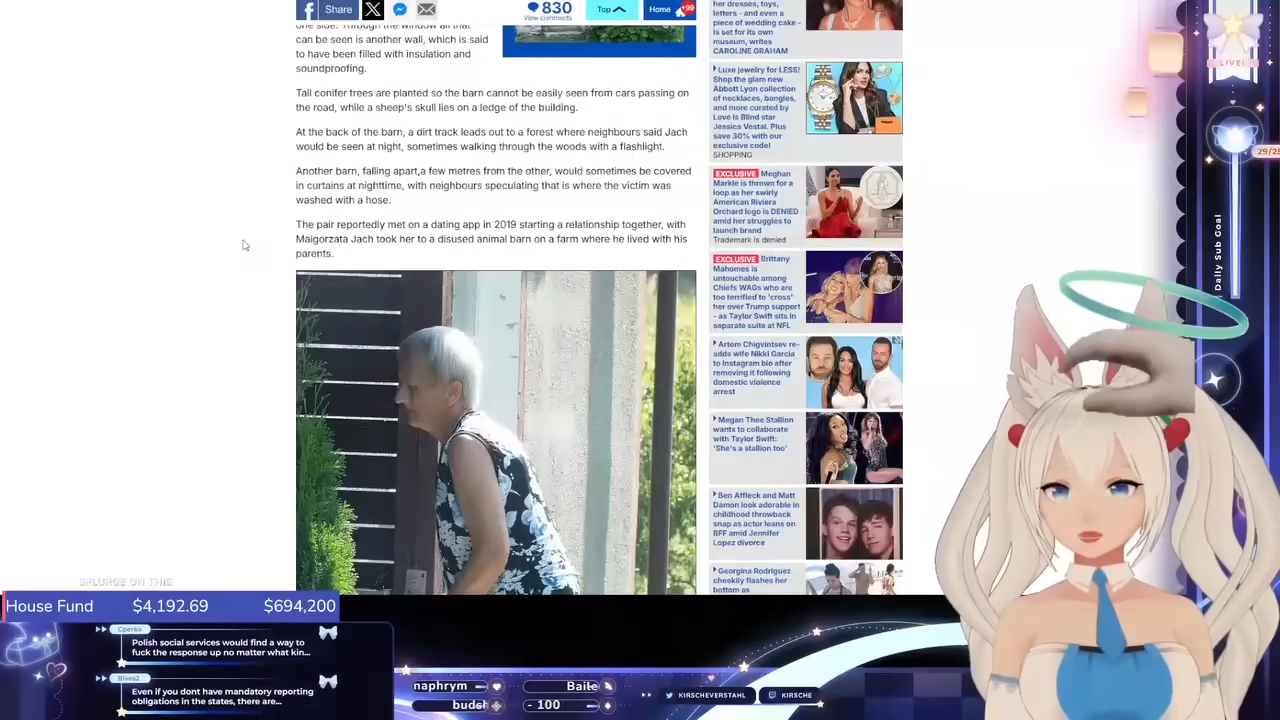 Share
830
View comments
Top
Home
+99
one side. Through the window all that
can be seen is another wall, which is said
to have been filled with insulation and
soundproofing.
Tall conifer trees are planted so the barn cannot be easily seen from cars passing on
the road, while a sheep's skull lies on a ledge of the building.
At the back of the barn, a dirt track leads out to a forest where neighbours said Jach
would be seen at night, sometimes walking through the woods with a flashlight.
Another barn, falling apart,a few metres from the other, would sometimes be covered
in curtains at nighttime, with neighbours speculating that is where the victim was
washed with a hose.
The pair reportedly met on a dating app in 2019 starting a relationship together, with
Malgorzata Jach took her to a disused animal barn on a farm where he lived with his
parents.
her dresses, toys,
letters - and even a
piece of wedding cake -
is set for its own
museum, writes
CAROLINE GRAHAM
Luxe jewelry for LESS!
Shop the glam new
Abbott Lyon collection
of necklaces, bangles,
and more curated by
Love Is Blind star
Jessica Vestal. Plus
save 30% with our
exclusive code!
SHOPPING
EXCLUSIVE Meghan
Markle is thrown for a
loop as her swirly
American Riviera
Orchard logo is DENIED
amid her struggles to
launch brand
Trademark is denied
EXCLUSIVE Brittany
Mahomes is
untouchable among
Chiefs WAGs who are
too terrified to 'cross'
her over Trump support
- as Taylor Swift sits in
separate suite at NFL
Artem Chigvintsev re-
adds wife Nikki Garcia
to Instagram bio after
removing it following
domestic violence
arrest
Megan Thee Stallion
wants to collaborate
with Taylor Swift:
'She's a stallion too'
Ben Affleck and Matt
Damon look adorable in
childhood throwback
snap as actor leans on
BFF amid Jennifer
Lopez divorce
Georgina Rodriguez
cheekily flashes her
bottom as
LIVE!
29/25
Daily Sub Goal
SPLURGE ON THIS
House Fund $4,192.69 $694,200
Cperka
Polish social services would find a way to
fuck the response up no matter what kin...
Bives2
Even if you dont have mandatory reporting
obligations in the states, there are...
naphrym
Baile
- 100
KIRSCHEVERSTAHL
KIRSCHE